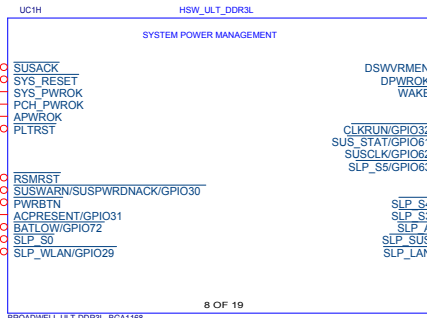 UC1H HSW_ULT_DDR3L
SYSTEM POWER MANAGEMENT
SUSACK DSWVRMEN
SYS_RESET DPWROK
SYS_PWROK WAKE
PCH_PWROK
APWROK
PLTRST CLKRUN/GPIO32
SUS_STAT/GPIO61
SUSCLK/GPIO62
SLP_S5/GPIO63
RSMRST
SUSWARN/SUSPWRDNACK/GPIO30
PWRBTN SLP_S4
ACPRESENT/GPIO31 SLP_S3
BATLOW/GPIO72 SLP_A
SLP_S0 SLP_SUS
SLP_WLAN/GPIO29 SLP_LAN
8 OF 19
BROADWELL_ULT_DDR3L_BGA1168